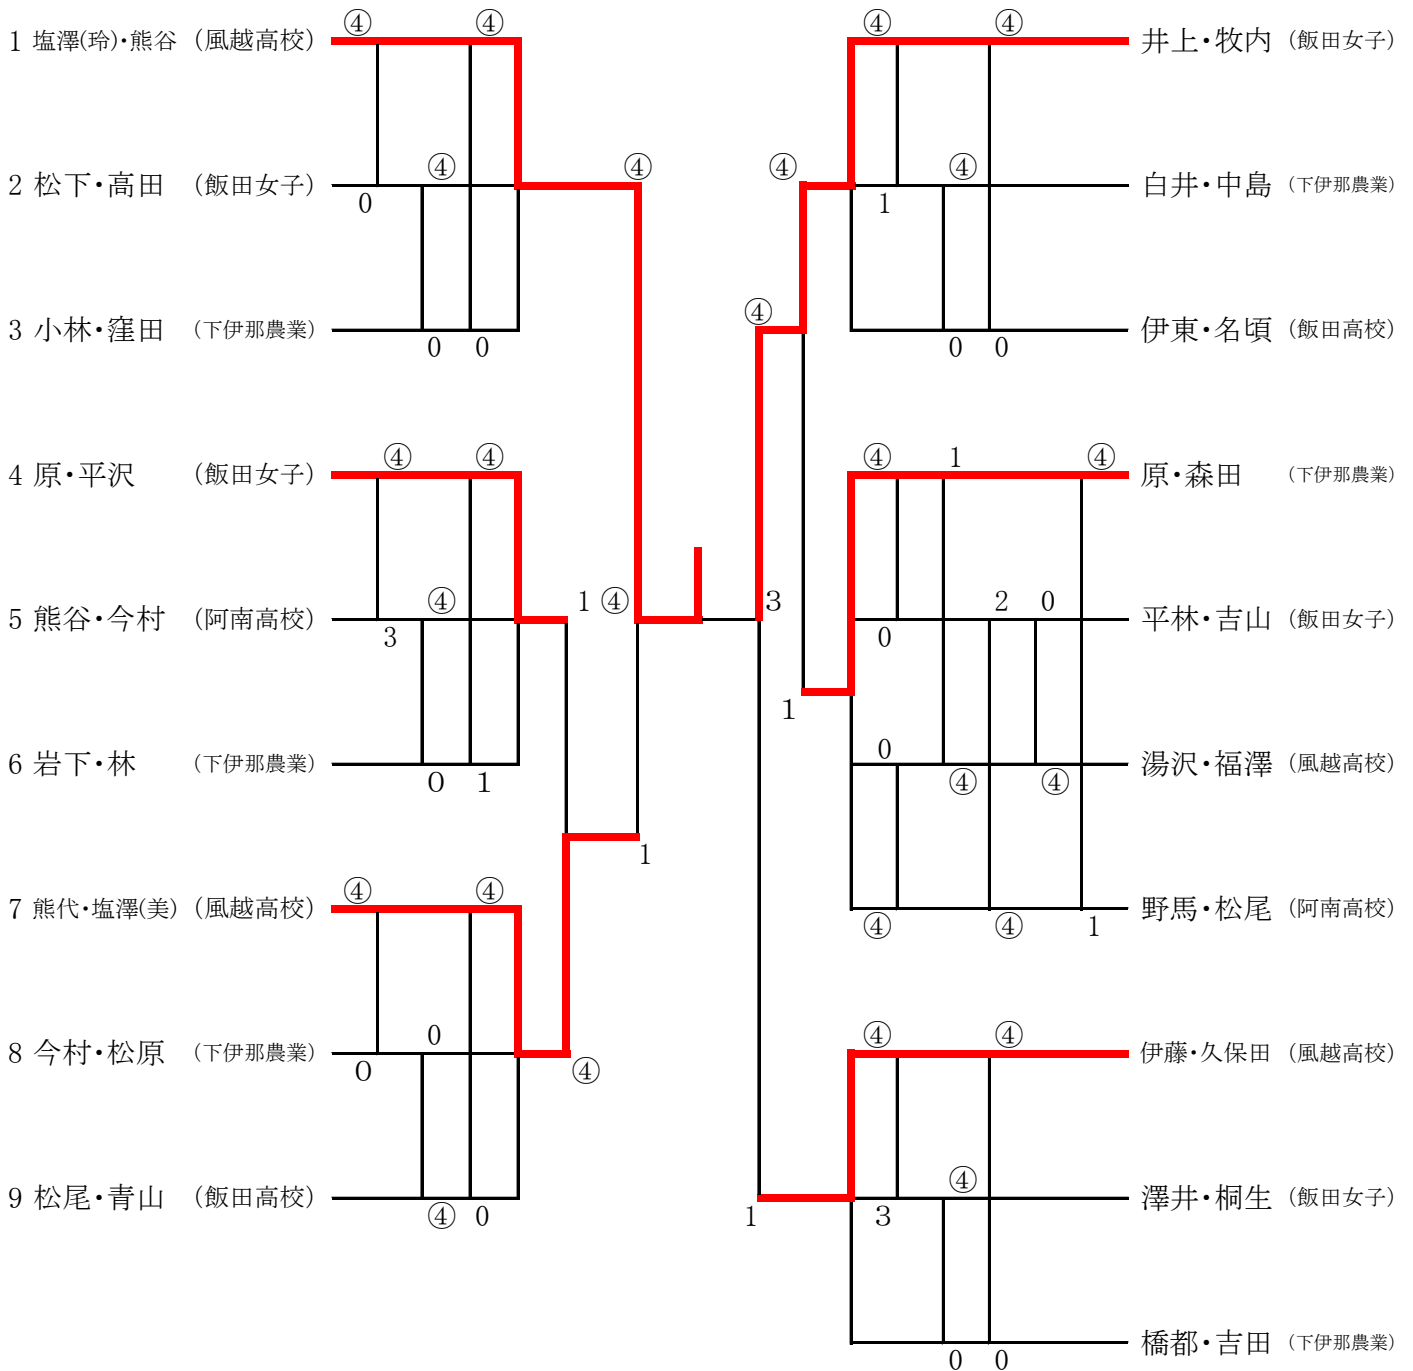 ④ ④ ④ ④
1 塩澤(玲)・熊谷 (風越高校) 井上・牧内 (飯田女子)
④ ④ ④ ④
2 松下・高田 (飯田女子) 白井・中島 (下伊那農業)
0 1
④
3 小林・窪田 (下伊那農業) 伊東・名頃 (飯田高校)
0 0 0 0
④ ④ ④ 1 ④
4 原・平沢 (飯田女子) 原・森田 (下伊那農業)
④ 1 ④ 3 2 0
5 熊谷・今村 (阿南高校) 平林・吉山 (飯田女子)
3 0
1
0
6 岩下・林 (下伊那農業) 湯沢・福澤 (風越高校)
0 1 ④ ④
1
④ ④
7 熊代・塩澤(美) (風越高校) 野馬・松尾 (阿南高校)
④ ④ 1
0 ④ ④
8 今村・松原 (下伊那農業) 伊藤・久保田 (風越高校)
0 ④
④
9 松尾・青山 (飯田高校) 澤井・桐生 (飯田女子)
④ 0 1 3
橋都・吉田 (下伊那農業)
0 0